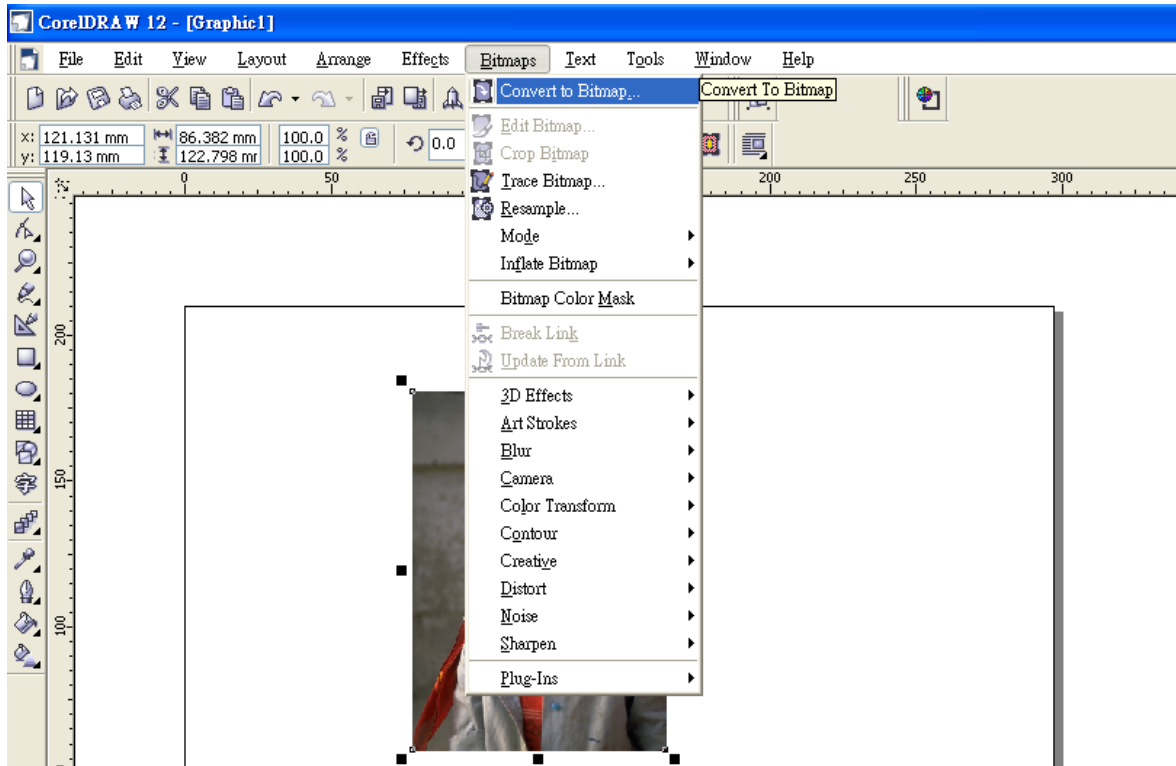 CorelDRAW 12 - [Graphic1]
File Edit View Layout Arrange Effects Bitmaps Text Tools Window Help
Convert to Bitmap...
Convert To Bitmap
x: 121.131 mm 86.382 mm 100.0 % 0.0
y: 119.13 mm 122.798 mr 100.0 %
0 50 200 250 300
Edit Bitmap...
Crop Bitmap
Trace Bitmap...
Resample...
Mode
Inflate Bitmap
Bitmap Color Mask
Break Link
Update From Link
3D Effects
Art Strokes
Blur
Camera
Color Transform
Contour
Creative
Distort
Noise
Sharpen
Plug-Ins
200
150
100
字